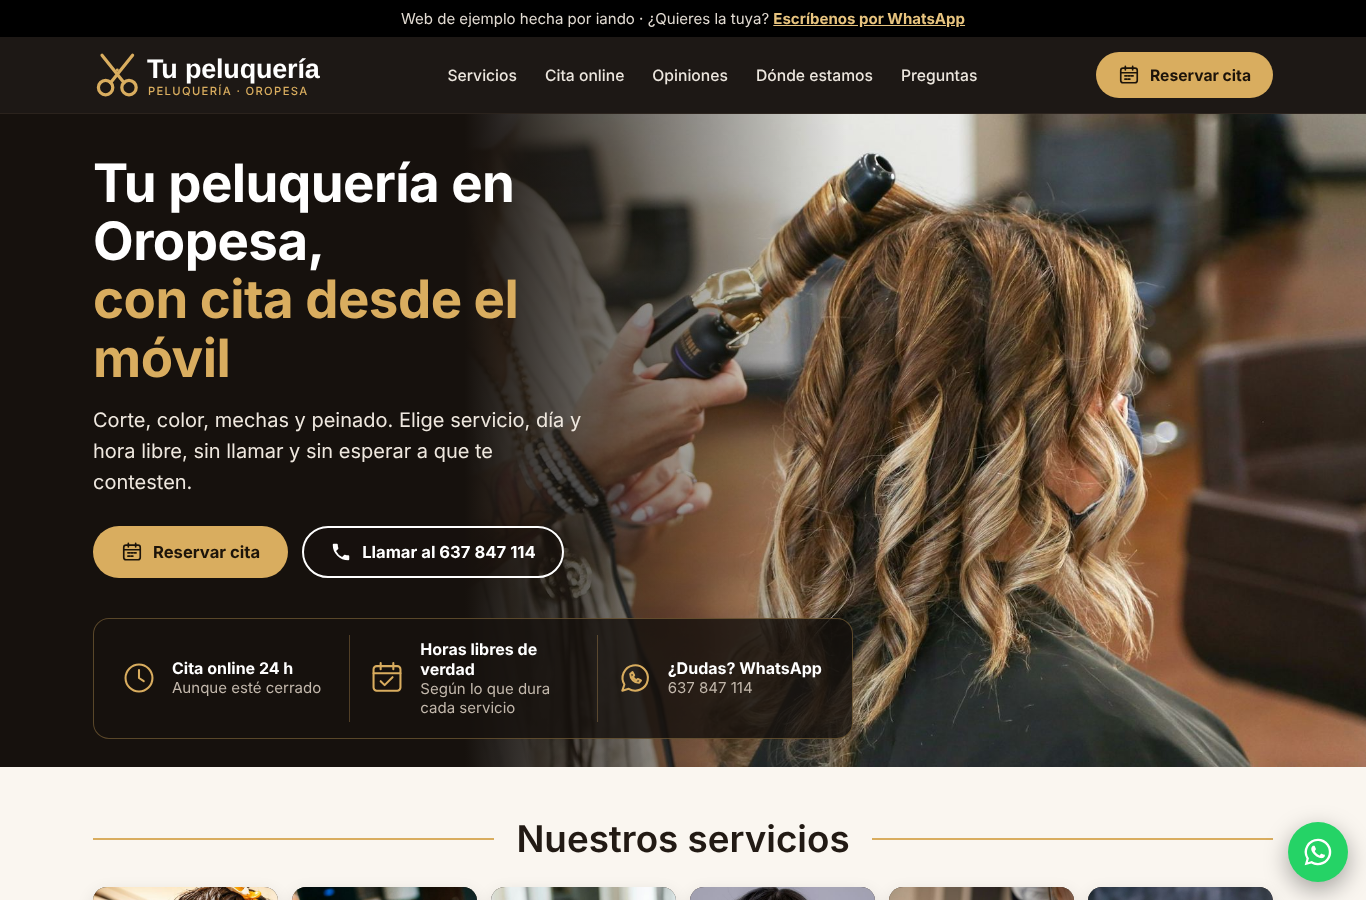 Web de ejemplo hecha por iando · ¿Quieres la tuya? Escríbenos por WhatsApp
Tu peluquería
PELUQUERÍA · OROPESA
Servicios
Cita online
Opiniones
Dónde estamos
Preguntas
Reservar cita
Tu peluquería en
Oropesa,
con cita desde el
móvil
Corte, color, mechas y peinado. Elige servicio, día y
hora libre, sin llamar y sin esperar a que te
contesten.
Reservar cita
Llamar al 637 847 114
Cita online 24 h
Aunque esté cerrado
Horas libres de
verdad
Según lo que dura
cada servicio
¿Dudas? WhatsApp
637 847 114
Nuestros servicios